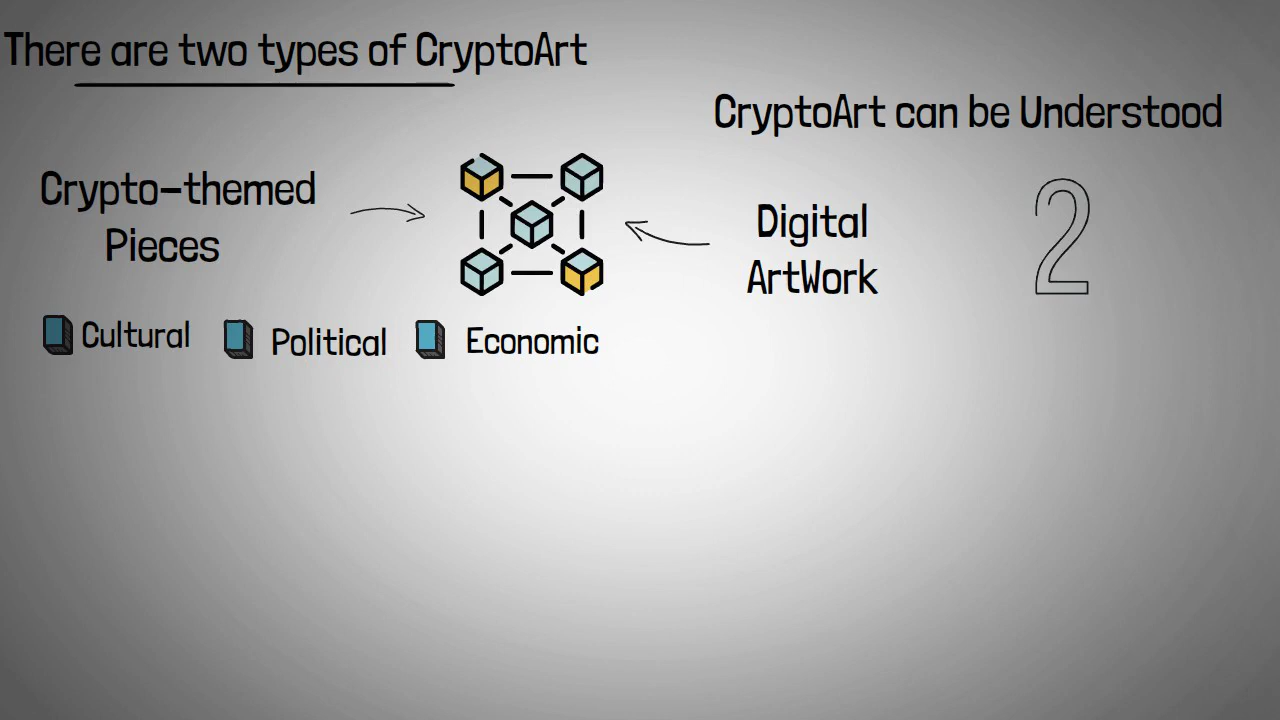 There are two types of CryptoArt
CryptoArt can be Understood
Crypto-themed
Pieces
Digital
ArtWork
2
Cultural
Political
Economic